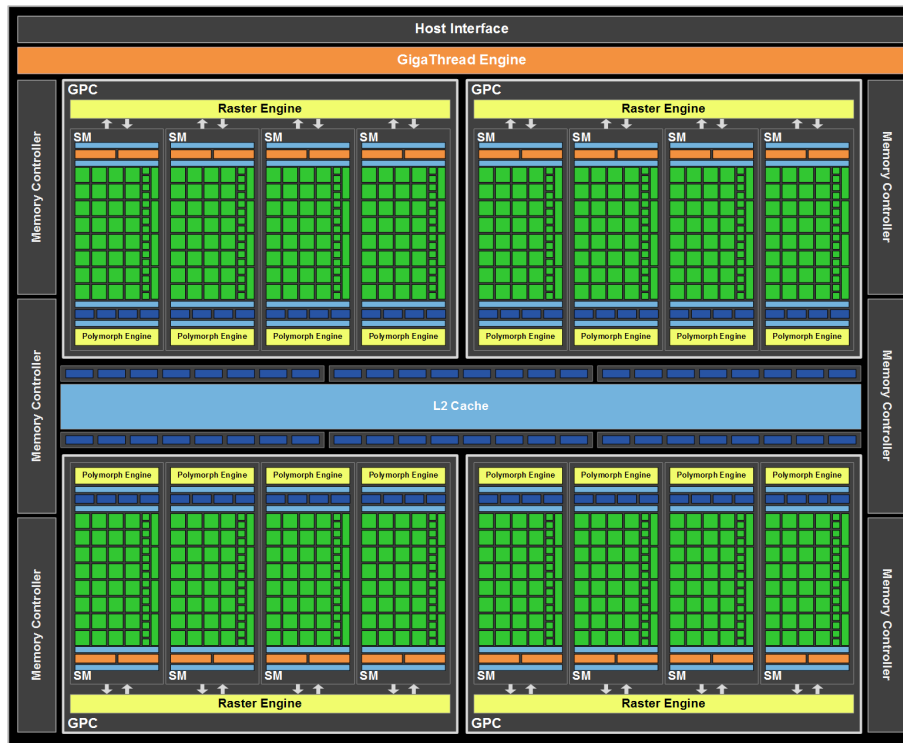 Host Interface
GigaThread Engine
Memory Controller
GPC
Raster Engine
SM SM SM SM
Polymorph Engine Polymorph Engine Polymorph Engine Polymorph Engine
GPC
Raster Engine
SM SM SM SM
Polymorph Engine Polymorph Engine Polymorph Engine Polymorph Engine
Memory Controller
Memory Controller
L2 Cache
Memory Controller
Memory Controller
Polymorph Engine Polymorph Engine Polymorph Engine Polymorph Engine
SM SM SM SM
Raster Engine
GPC
Polymorph Engine Polymorph Engine Polymorph Engine Polymorph Engine
SM SM SM SM
Raster Engine
GPC
Memory Controller